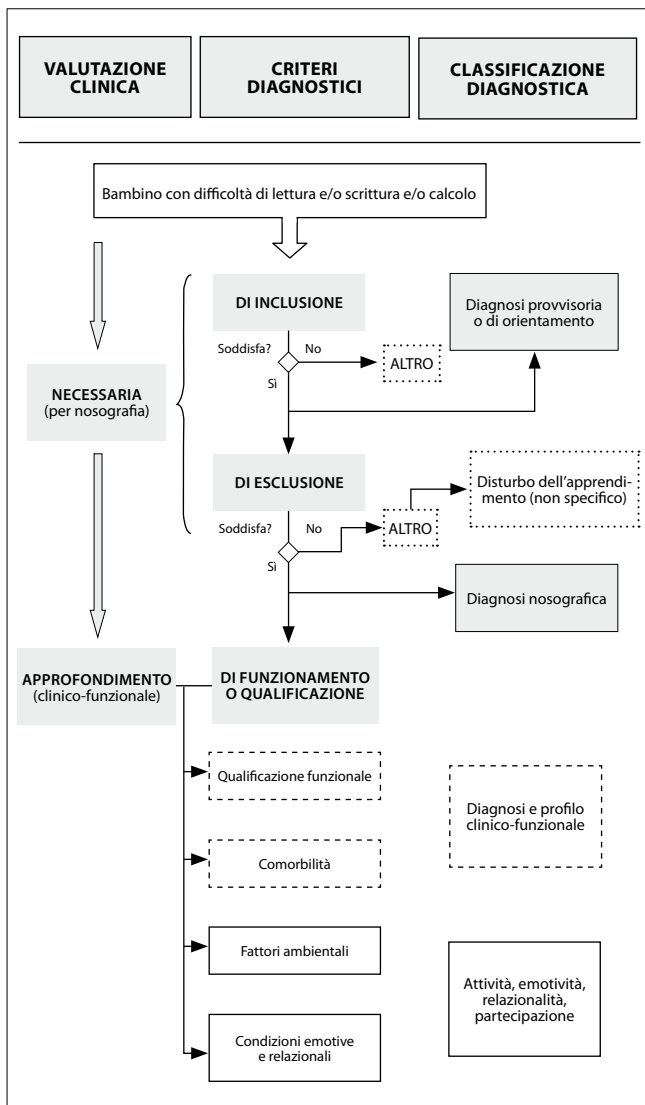 VALUTAZIONE
CLINICA
CRITERI
DIAGNOSTICI
CLASSIFICAZIONE
DIAGNOSTICA
Bambino con difficoltà di lettura e/o scrittura e/o calcolo
DI INCLUSIONE
Diagnosi provvisoria
o di orientamento
Soddisfa?
No
ALTRO
Sì
NECESSARIA
(per nosografia)
DI ESCLUSIONE
Disturbo dell’apprendi-
mento (non specifico)
Soddisfa?
No
ALTRO
Sì
Diagnosi nosografica
APPROFONDIMENTO
(clinico-funzionale)
DI FUNZIONAMENTO
O QUALIFICAZIONE
Qualificazione funzionale
Diagnosi e profilo
clinico-funzionale
Comorbilità
Fattori ambientali
Attività, emotività,
relazionalità,
partecipazione
Condizioni emotive
e relazionali